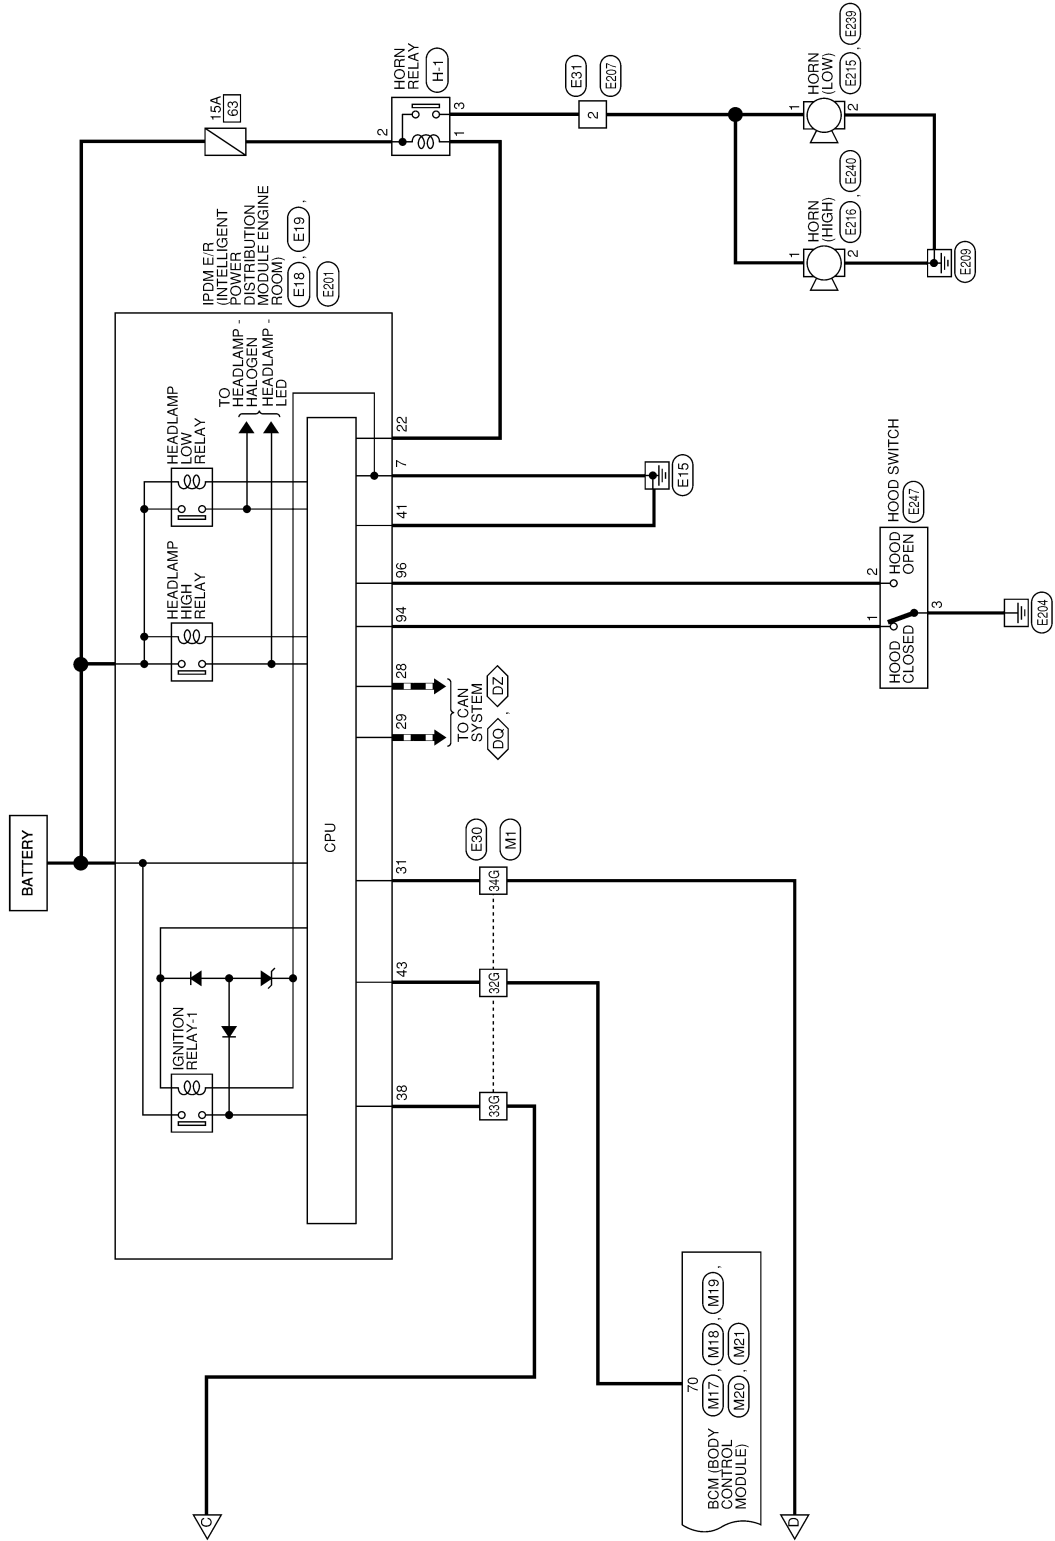 BATTERY
IPDM E/R
(INTELLIGENT
POWER
DISTRIBUTION
MODULE ENGINE
ROOM)
E18 , E19 ,
E201
15A
63
HORN
RELAY
H-1
2
3
1
E31
E207
2
HORN
(LOW)
E215 , E239
1
2
HORN
(HIGH)
E216 , E240
1
2
E209
IGNITION
RELAY-1
HEADLAMP
HIGH
RELAY
HEADLAMP
LOW
RELAY
TO
HEADLAMP -
HALOGEN
HEADLAMP -
LED
CPU
38
43
31
29
28
94
96
41
7
22
E15
TO CAN
SYSTEM
DQ , DZ
E30
M1
33G
32G
34G
HOOD SWITCH
E247
1
2
HOOD
CLOSED
HOOD
OPEN
3
E204
BCM (BODY
CONTROL
MODULE)
70
M17 , M18 , M19 ,
M20 , M21
C
D